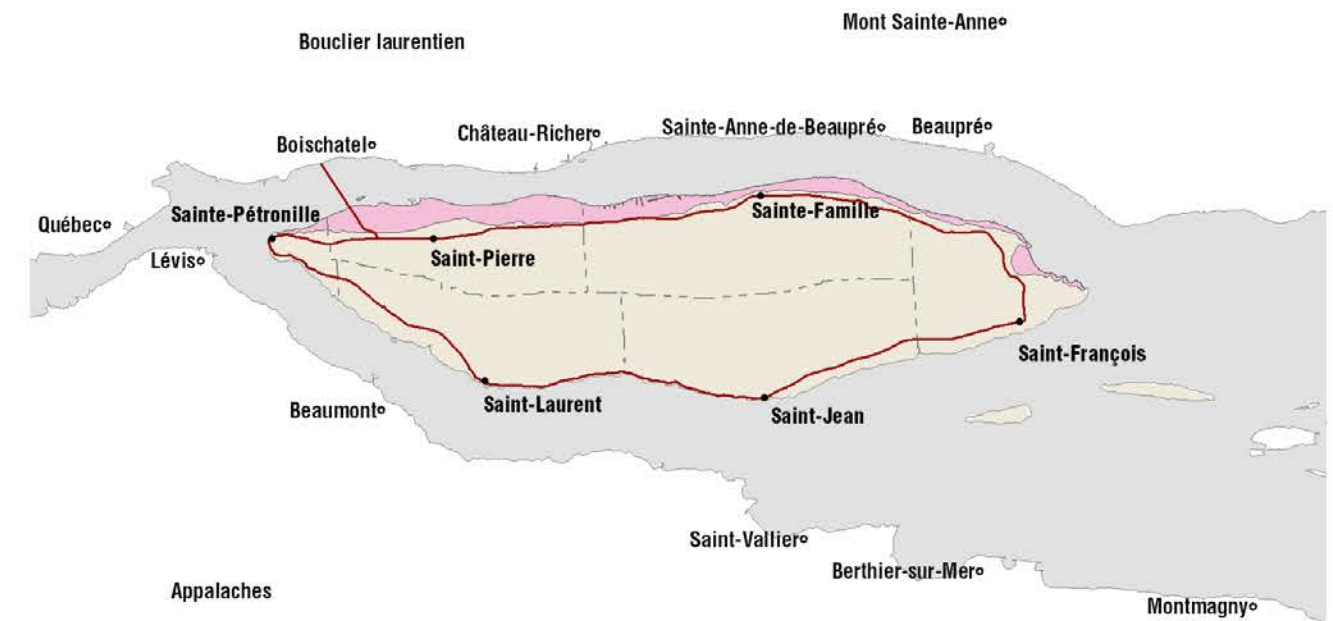 Mont Sainte-Anne
Bouclier laurentien
Château-Richer
Sainte-Anne-de-Beaupré
Beaupré
Boischatel
Sainte-Pétronille
Sainte-Famille
Québec
Lévis
Saint-Pierre
Saint-François
Saint-Laurent
Beaumont
Saint-Jean
Saint-Vallier
Berthier-sur-Mer
Appalaches
Montmagny